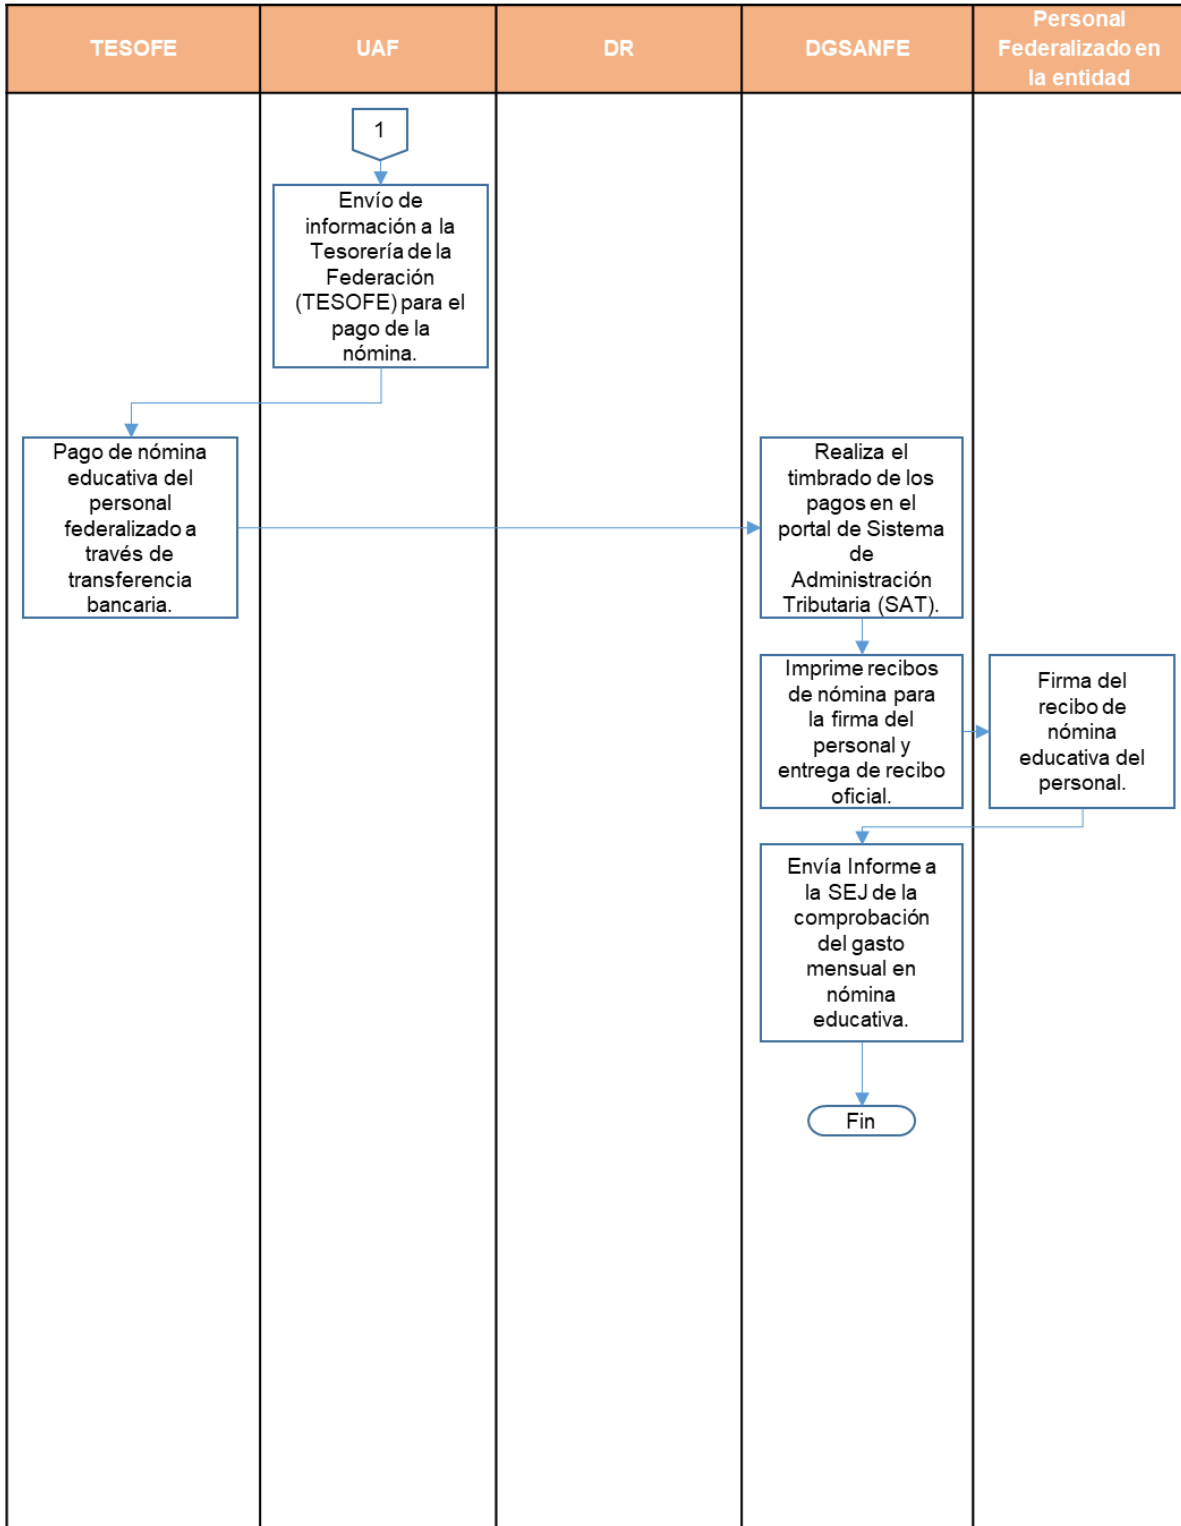 TESOFE
UAF
DR
DGSANFE
Personal
Federalizado en
la entidad
1
Envío de
información a la
Tesorería de la
Federación
(TESOFE) para el
pago de la
nómina.
Pago de nómina
educativa del
personal
federalizado a
través de
transferencia
bancaria.
Realiza el
timbrado de los
pagos en el
portal de Sistema
de
Administración
Tributaria (SAT).
Imprime recibos
de nómina para
la firma del
personal y
entrega de recibo
oficial.
Firma del
recibo de
nómina
educativa del
personal.
Envía Informe a
la SEJ de la
comprobación
del gasto
mensual en
nómina
educativa.
Fin